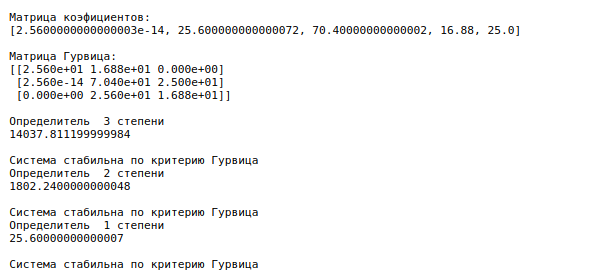 Матрица коэфициентов:
[2.5600000000000003e-14, 25.600000000000072, 70.40000000000002, 16.88, 25.0]
Матрица Гурвица:
[[2.560e+01 1.688e+01 0.000e+00]
[2.560e-14 7.040e+01 2.500e+01]
[0.000e+00 2.560e+01 1.688e+01]]
Определитель  3 степени
14037.811199999984
Система стабильна по критерию Гурвица
Определитель  2 степени
1802.2400000000048
Система стабильна по критерию Гурвица
Определитель  1 степени
25.60000000000007
Система стабильна по критерию Гурвица